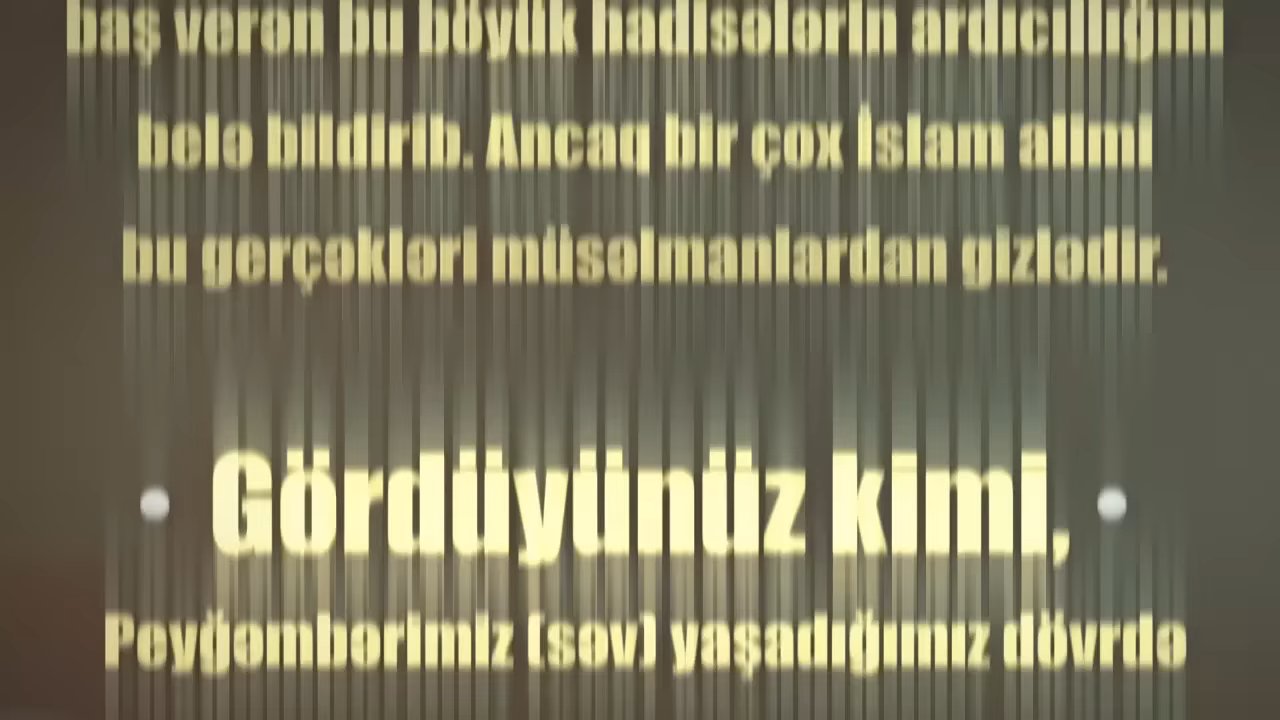 baş verən bu böyük hadisələrin ardıcıllığını
belə bildirib. Ancaq bir çox İslam alimi
bu gerçəkləri müsəlmanlardan gizlədir.
Gördüyünüz kimi,
Peyğəmbərimiz (səv) yaşadığımız dövrdə